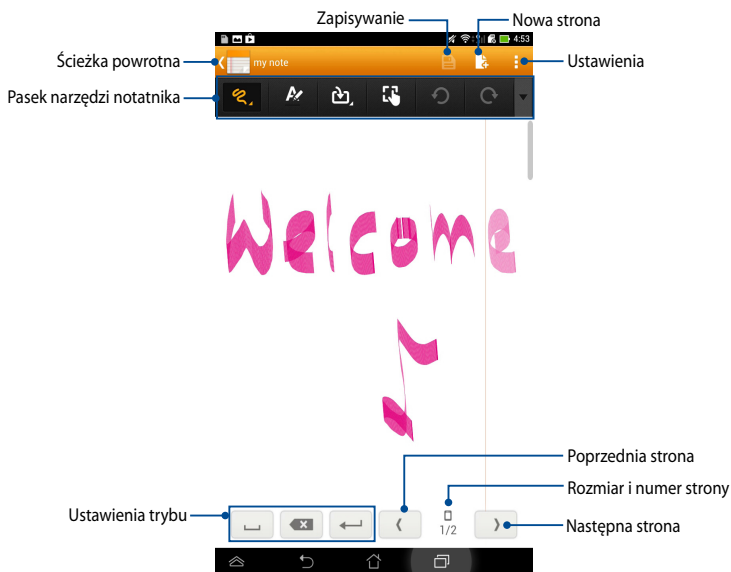 Zapisywanie
Nowa strona
4:53
Ścieżka powrotna
my note
Ustawienia
Pasek narzędzi notatnika
Welcome
Poprzednia strona
Rozmiar i numer strony
Ustawienia trybu
1/2
Następna strona